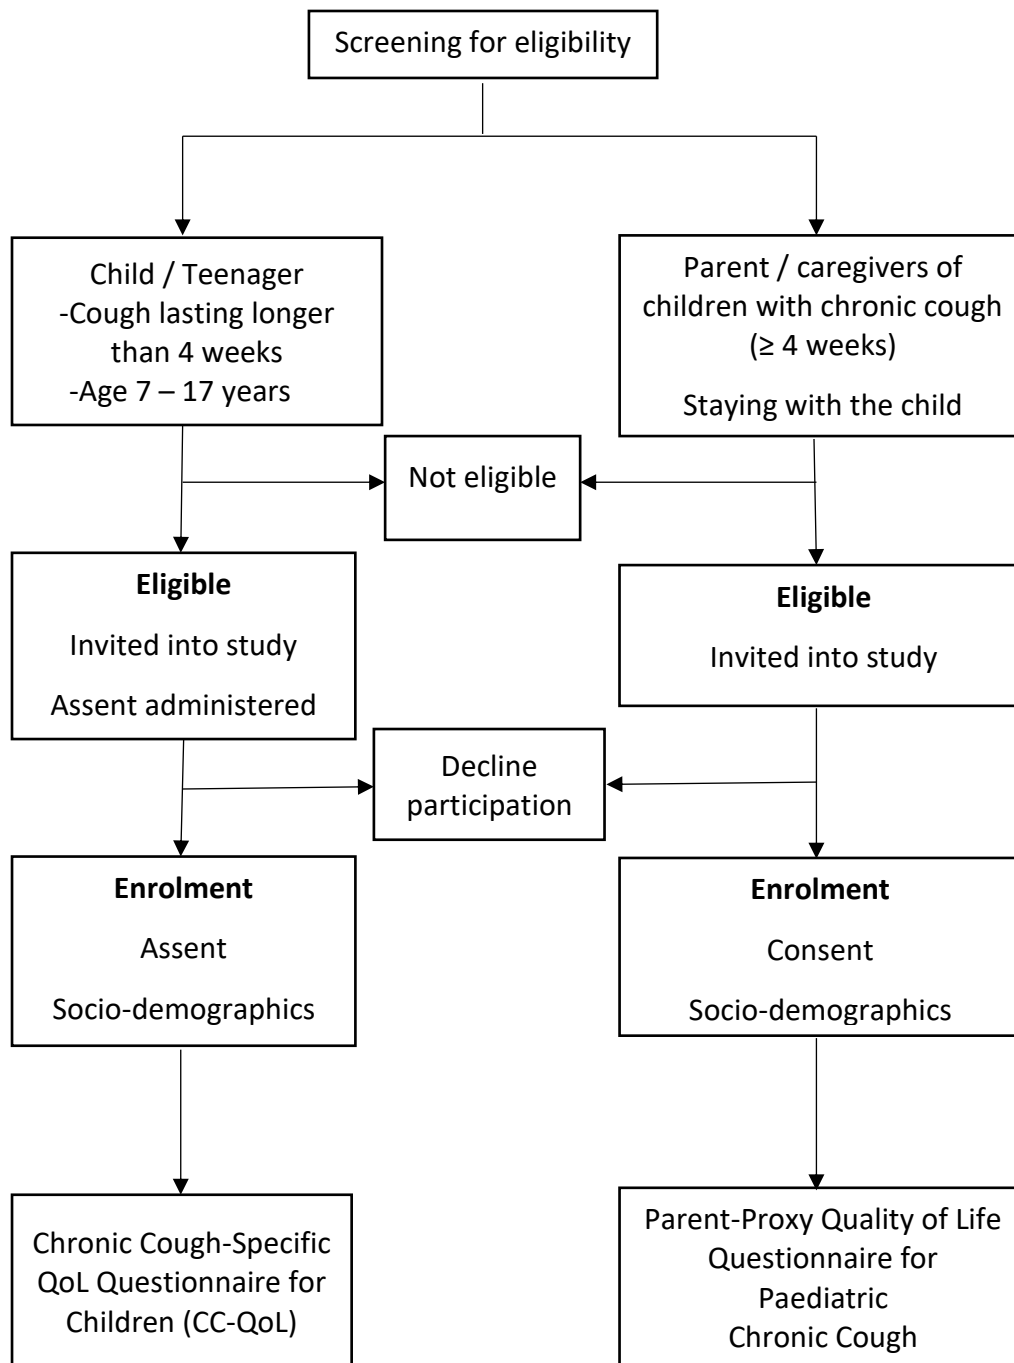 Screening for eligibility
Child / Teenager
-Cough lasting longer
than 4 weeks
-Age 7 – 17 years
Parent / caregivers of
children with chronic cough
(≥ 4 weeks)
Staying with the child
Not eligible
Eligible
Invited into study
Assent administered
Eligible
Invited into study
Decline
participation
Enrolment
Assent
Socio-demographics
Enrolment
Consent
Socio-demographics
Chronic Cough-Specific
QoL Questionnaire for
Children (CC-QoL)
Parent-Proxy Quality of Life
Questionnaire for
Paediatric
Chronic Cough